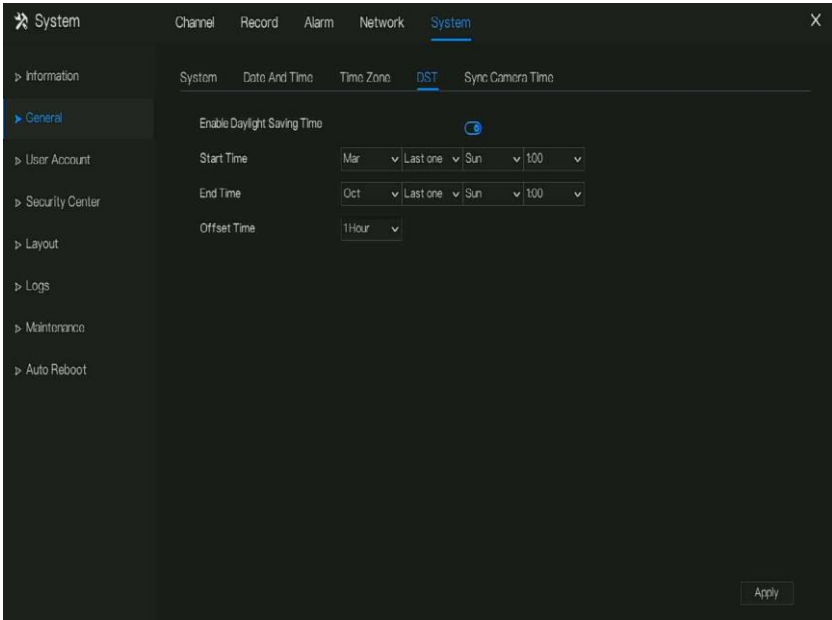 System Channel Record Alarm Network System X
Information
General
User Account
Security Center
Layout
Logs
Maintenance
Auto Reboot
System Date And Time Time Zone DST Sync Camera Time
Enable Daylight Saving Time
Start Time Mar Last one Sun 1:00
End Time Oct Last one Sun 1:00
Offset Time 1Hour
Apply